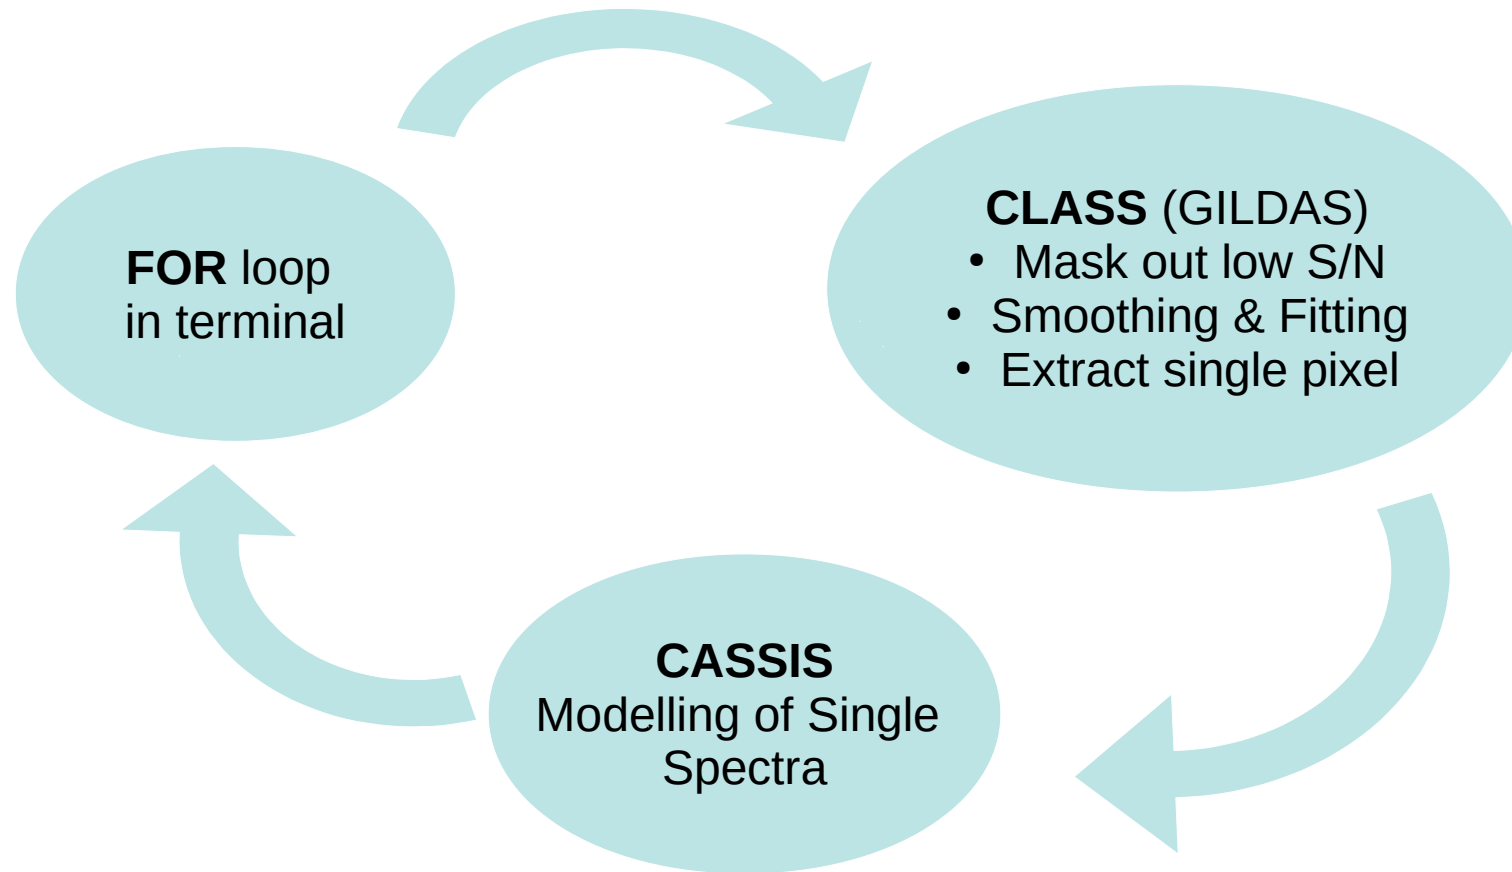 FOR loop
in terminal
CLASS (GILDAS)
• Mask out low S/N
• Smoothing & Fitting
• Extract single pixel
CASSIS
Modelling of Single
Spectra